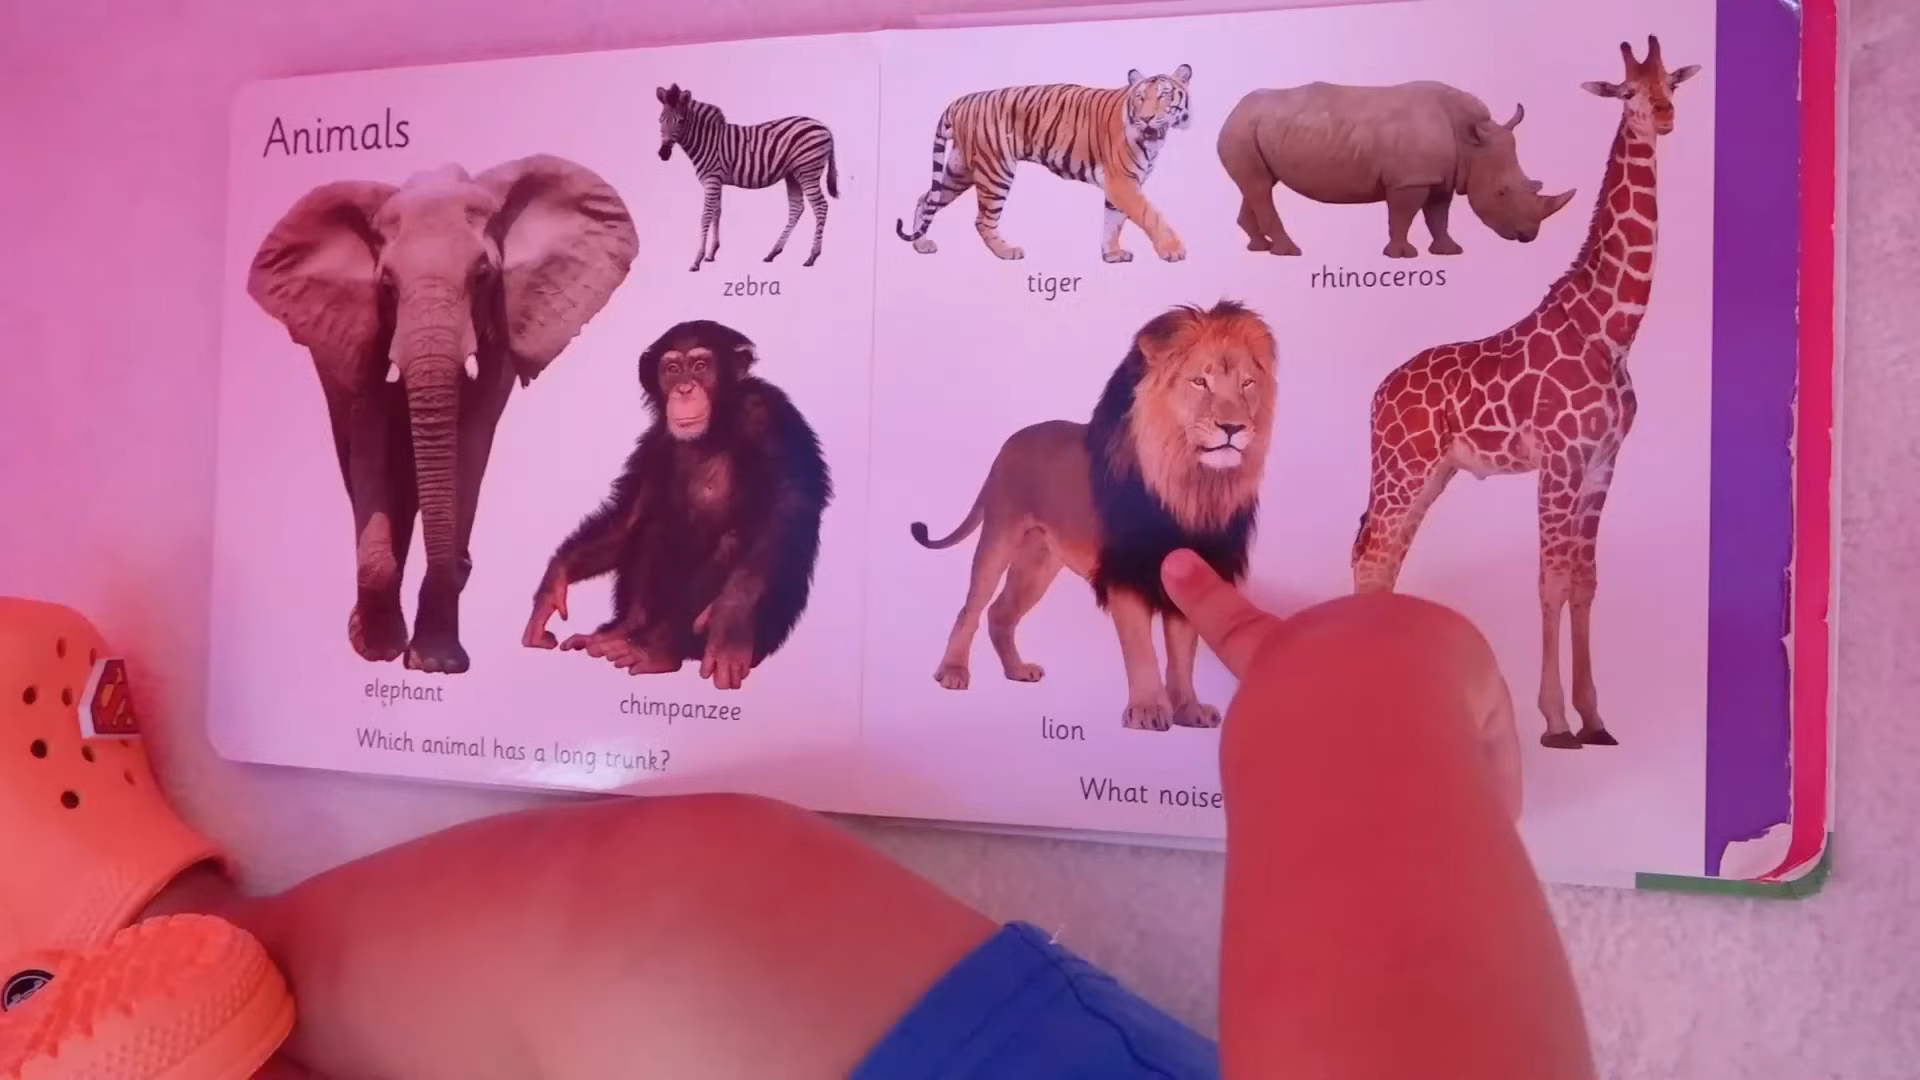 Animals
zebra
elephant
chimpanzee
Which animal has a long trunk?
tiger
rhinoceros
lion
What noise